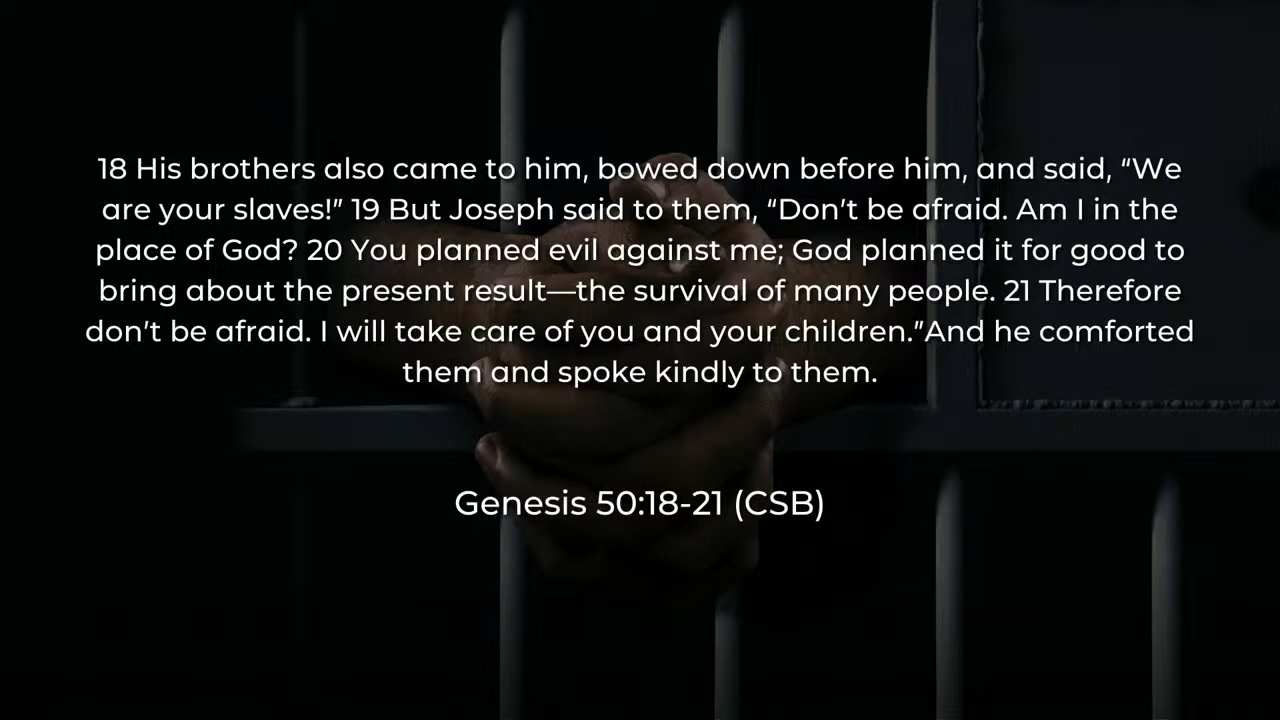 18 His brothers also came to him, bowed down before him, and said, “We
are your slaves!” 19 But Joseph said to them, “Don’t be afraid. Am I in the
place of God? 20 You planned evil against me; God planned it for good to
bring about the present result—the survival of many people. 21 Therefore
don’t be afraid. I will take care of you and your children.”And he comforted
them and spoke kindly to them.
Genesis 50:18-21 (CSB)